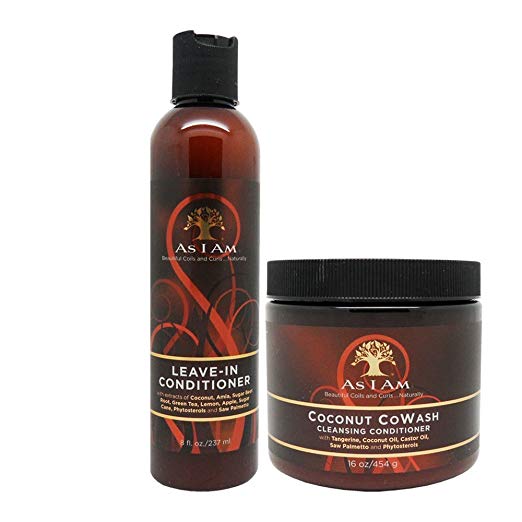 As I Am
Beautiful Coils and Curls...Naturally
LEAVE-IN
CONDITIONER
with extracts of Coconut, Amla, Sugar Beet
Root, Green Tea, Lemon, Apple, Sugar
Cane, Phytosterols and Saw Palmetto
8 fl. oz./237 ml
As I Am
Beautiful Coils and Curls...Naturally
COCONUT COWASH
CLEANSING CONDITIONER
with Tangerine, Coconut Oil, Castor Oil,
Saw Palmetto and Phytosterols
16 oz/454 g